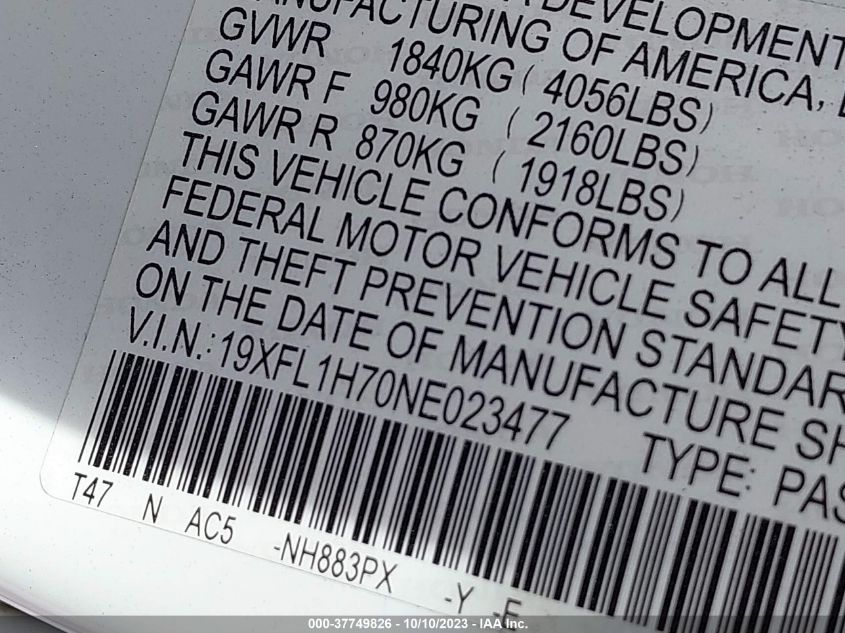 DEVELOPMENT
MANUFACTURING OF AMERICA,
GVWR 1840KG ( 4056LBS)
GAWR F 980KG ( 2160LBS)
GAWR R 870KG ( 1918LBS)
THIS VEHICLE CONFORMS TO ALL
FEDERAL MOTOR VEHICLE SAFETY
AND THEFT PREVENTION STANDAR
ON THE DATE OF MANUFACTURE SH
V.I.N.: 19XFL1H70NE023477 TYPE: PAS
T47 N AC5 -NH883PX -Y -E
000-37749826 - 10/10/2023 - IAA Inc.